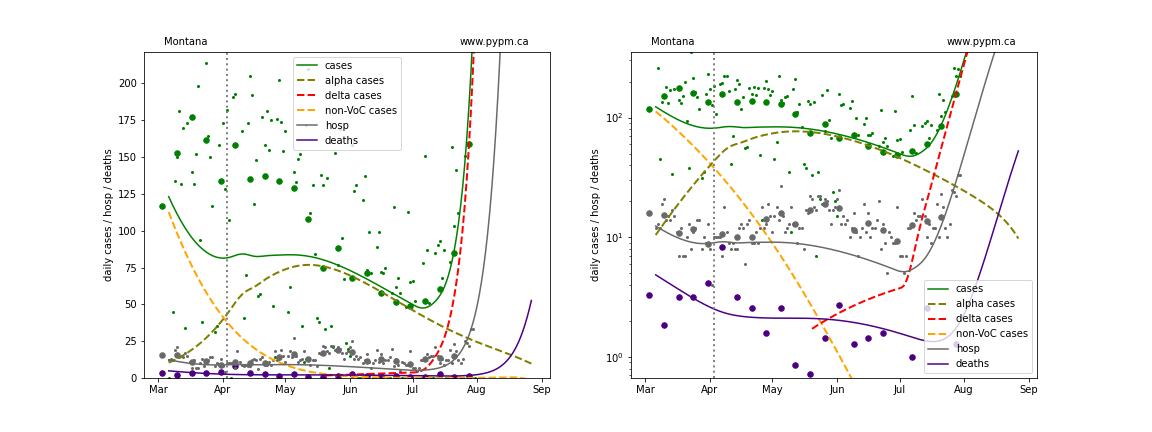 Montana
www.pypm.ca
daily cases / hosp / deaths
200
175
150
125
100
75
50
25
0
cases
alpha cases
delta cases
non-VoC cases
hosp
deaths
Mar Apr May Jun Jul Aug Sep
Montana
www.pypm.ca
daily cases / hosp / deaths
10²
10¹
10⁰
cases
alpha cases
delta cases
non-VoC cases
hosp
deaths
Mar Apr May Jun Jul Aug Sep